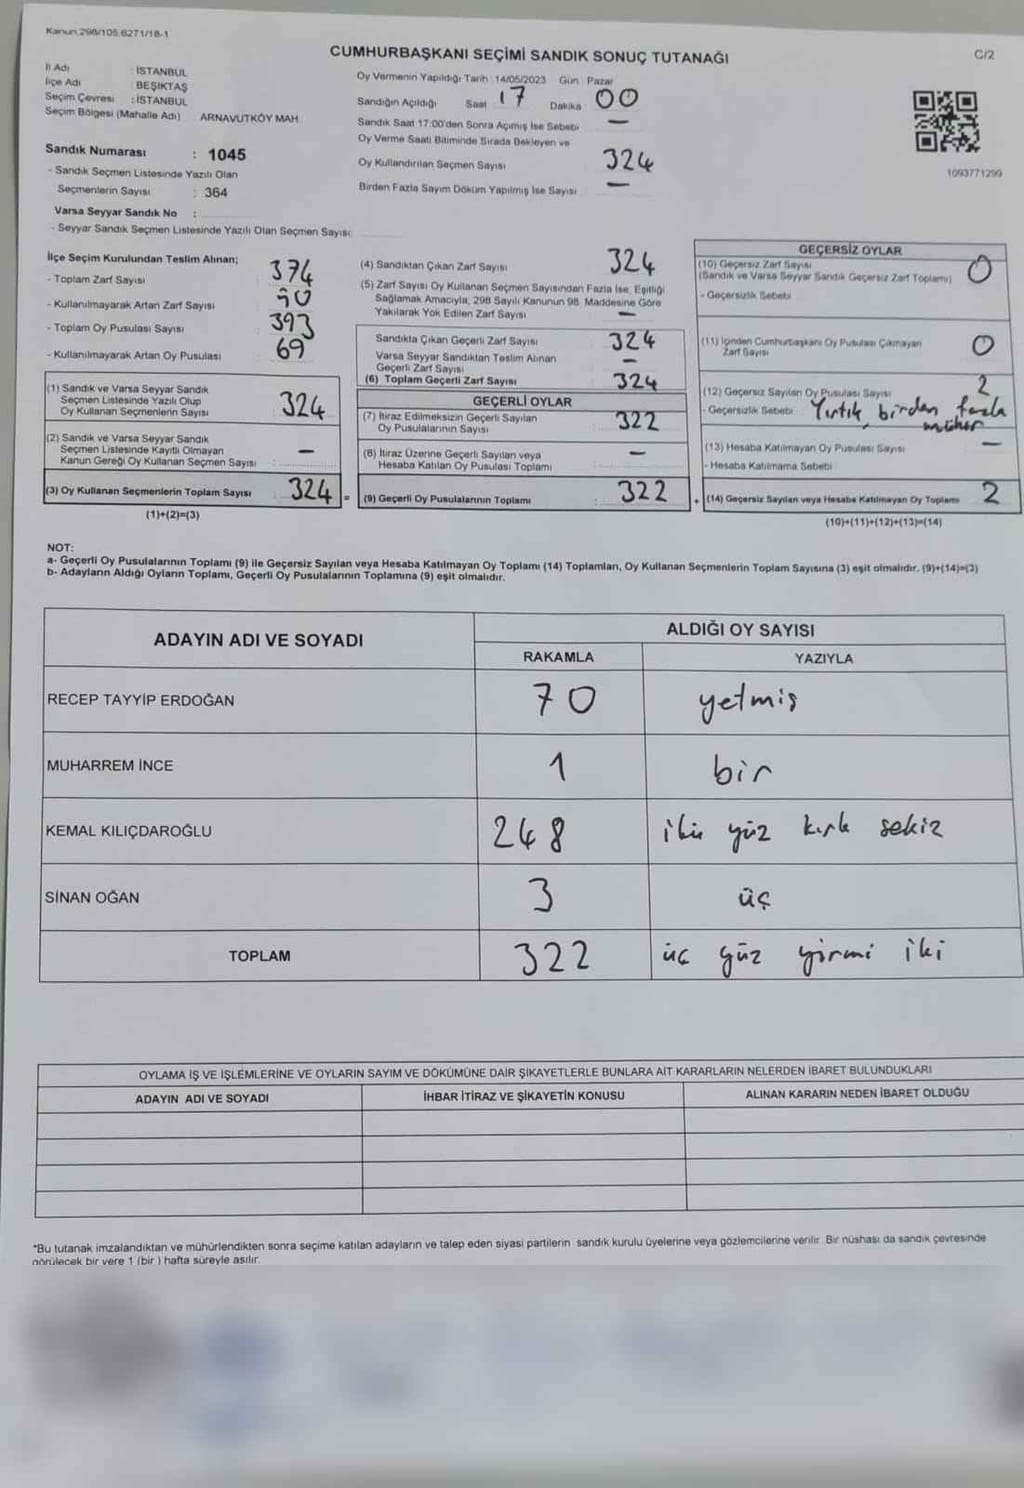 Kanun,298/105,6271/18-1
C/2
CUMHURBAŞKANI SEÇİMİ SANDIK SONUÇ TUTANAĞI
İl Adı : İSTANBUL
İlçe Adı : BEŞİKTAŞ
Seçim Çevresi : İSTANBUL
Seçim Bölgesi (Mahalle Adı) ARNAVUTKÖY MAH.
Sandık Numarası : 1045
- Sandık Seçmen Listesinde Yazılı Olan
Seçmenlerin Sayısı : 364
Varsa Seyyar Sandık No :
- Seyyar Sandık Seçmen Listesinde Yazılı Olan Seçmen Sayısı:
Oy Vermenin Yapıldığı Tarih : 14/05/2023 Gün : Pazar
Sandığın Açıldığı Saat 17 Dakika 00
Sandık Saat 17:00'den Sonra Açımış İse Sebebi —
Oy Verme Saati Bitiminde Sırada Bekleyen ve
Oy Kullandırılan Seçmen Sayısı 324
Birden Fazla Sayım Döküm Yapılmış İse Sayısı —
1093771299
İlçe Seçim Kurulundan Teslim Alınan;
- Toplam Zarf Sayısı 374
- Kullanılmayarak Artan Zarf Sayısı
- Toplam Oy Pusulası Sayısı 393
- Kullanılmayarak Artan Oy Pusulası 69
(1) Sandık ve Varsa Seyyar Sandık
Seçmen Listesinde Yazılı Olup
Oy Kullanan Seçmenlerin Sayısı 324
(2) Sandık ve Varsa Seyyar Sandık
Seçmen Listesinde Kayıtlı Olmayan
Kanun Gereği Oy Kullanan Seçmen Sayısı : —
(3) Oy Kullanan Seçmenlerin Toplam Sayısı 324 =
(1)+(2)=(3)
(4) Sandıktan Çıkan Zarf Sayısı 324
(5) Zarf Sayısı Oy Kullanan Seçmen Sayısından Fazla İse, Eşitliği
Sağlamak Amacıyla, 298 Sayılı Kanunun 98. Maddesine Göre
Yakılarak Yok Edilen Zarf Sayısı —
Sandıkta Çıkan Geçerli Zarf Sayısı 324
Varsa Seyyar Sandıktan Teslim Alınan
Geçerli Zarf Sayısı —
(6) Toplam Geçerli Zarf Sayısı 324
GEÇERLİ OYLAR
(7) İtiraz Edilmeksizin Geçerli Sayılan
Oy Pusulalarının Sayısı 322
(8) İtiraz Üzerine Geçerli Sayılan veya
Hesaba Katılan Oy Pusulası Toplamı —
(9) Geçerli Oy Pusulalarının Toplamı : 322 +
GEÇERSİZ OYLAR
(10) Geçersiz Zarf Sayısı 0
(Sandık ve Varsa Seyyar Sandık Geçersiz Zarf Toplamı)
- Geçersizlik Sebebi
(11) İçinden Cumhurbaşkanı Oy Pusulası Çıkmayan
Zarf Sayısı 0
(12) Geçersiz Sayılan Oy Pusulası Sayısı 2
- Geçersizlik Sebebi Yırtık, birden fazla
mühür
(13) Hesaba Katılmayan Oy Pusulası Sayısı —
- Hesaba Katılmama Sebebi
(14) Geçersiz Sayılan veya Hesaba Katılmayan Oy Toplamı 2
(10)+(11)+(12)+(13)=(14)
NOT:
a- Geçerli Oy Pusulalarının Toplamı (9) ile Geçersiz Sayılan veya Hesaba Katılmayan Oy Toplamı (14) Toplamları, Oy Kullanan Seçmenlerin Toplam Sayısına (3) eşit olmalıdır. (9)+(14)=(3)
b- Adayların Aldığı Oyların Toplamı, Geçerli Oy Pusulalarının Toplamına (9) eşit olmalıdır.
ADAYIN ADI VE SOYADI
ALDIĞI OY SAYISI
RAKAMLA YAZIYLA
RECEP TAYYİP ERDOĞAN 70 yetmiş
MUHARREM İNCE 1 bir
KEMAL KILIÇDAROĞLU 248 iki yüz kırk sekiz
SİNAN OĞAN 3 üç
TOPLAM 322 üç yüz yirmi iki
OYLAMA İŞ VE İŞLEMLERİNE VE OYLARIN SAYIM VE DÖKÜMÜNE DAİR ŞİKAYETLERLE BUNLARA AİT KARARLARIN NELERDEN İBARET BULUNDUKLARI
ADAYIN ADI VE SOYADI İHBAR İTİRAZ VE ŞİKAYETİN KONUSU ALINAN KARARIN NEDEN İBARET OLDUĞU
*Bu tutanak imzalandıktan ve mühürlendikten sonra seçime katılan adayların ve talep eden siyasi partilerin sandık kurulu üyelerine veya gözlemcilerine verilir. Bir nüshası da sandık çevresinde
görülecek bir yere 1 (bir ) hafta süreyle asılır.